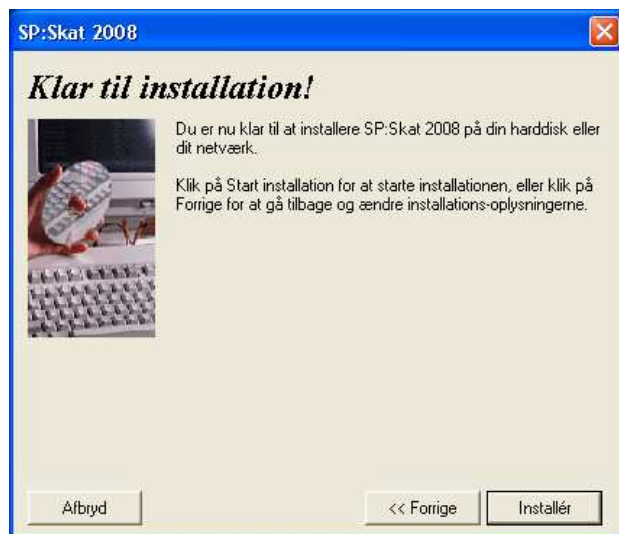 SP:Skat 2008
Klar til installation!
Du er nu klar til at installere SP:Skat 2008 på din harddisk eller
dit netværk.
Klik på Start installation for at starte installationen, eller klik på
Forrige for at gå tilbage og ændre installations-oplysningerne.
Afbryd
<< Forrige
Installér